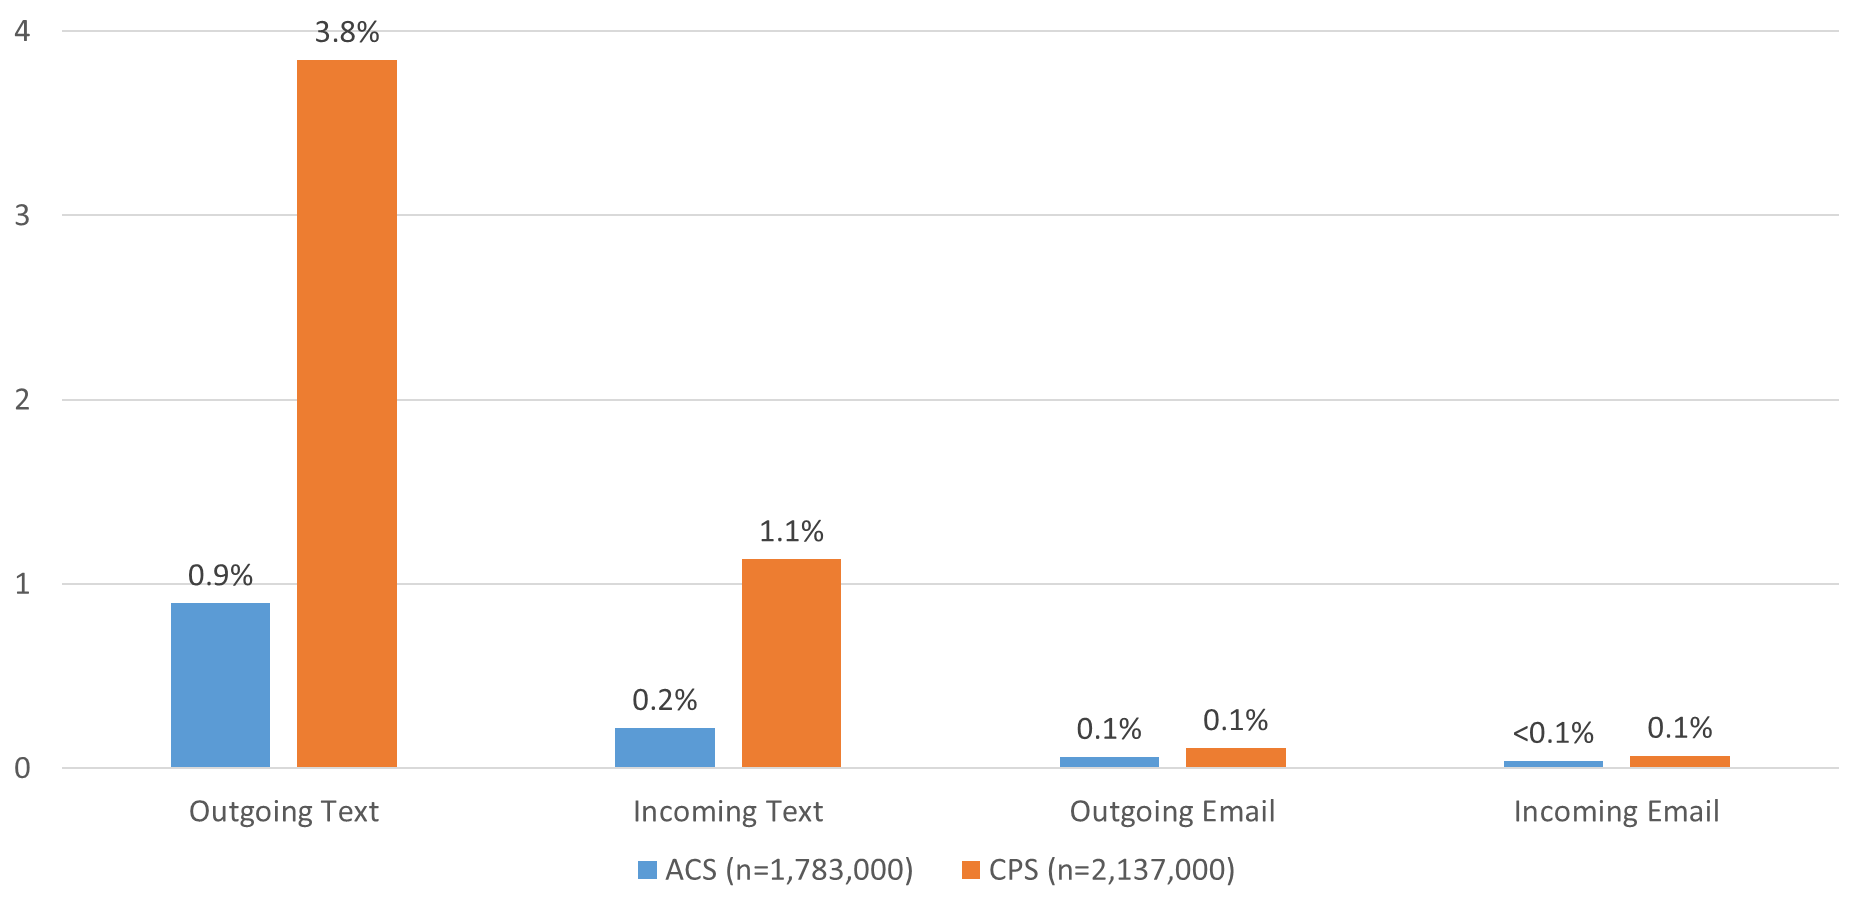 4
3
2
1
0
3.8%
0.9%
1.1%
0.2%
0.1%
0.1%
<0.1%
0.1%
Outgoing Text
Incoming Text
Outgoing Email
Incoming Email
ACS (n=1,783,000)
CPS (n=2,137,000)